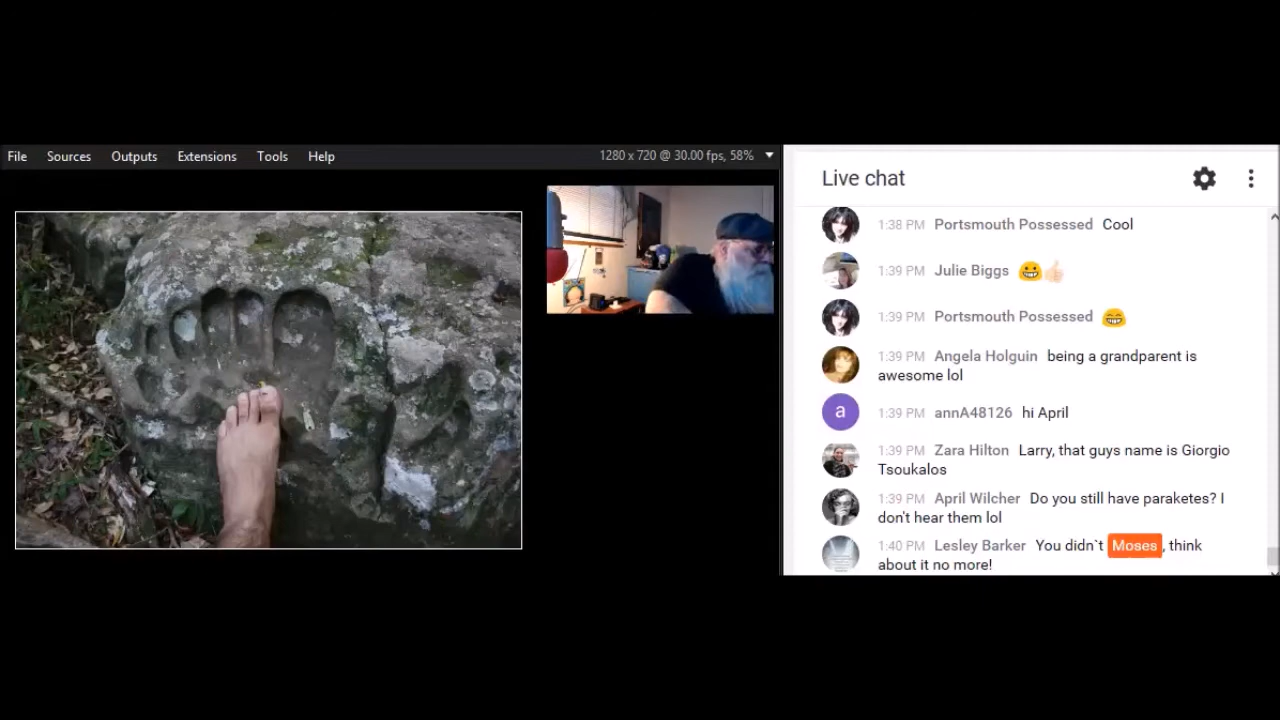 File Sources Outputs Extensions Tools Help 1280 x 720 @ 30.00 fps, 58%
Live chat
1:38 PM Portsmouth Possessed Cool
1:39 PM Julie Biggs
1:39 PM Portsmouth Possessed
1:39 PM Angela Holguin being a grandparent is
awesome lol
a 1:39 PM annA48126 hi April
1:39 PM Zara Hilton Larry, that guys name is Giorgio
Tsoukalos
1:39 PM April Wilcher Do you still have paraketes? I
don't hear them lol
1:40 PM Lesley Barker You didn`t Moses, think
about it no more!